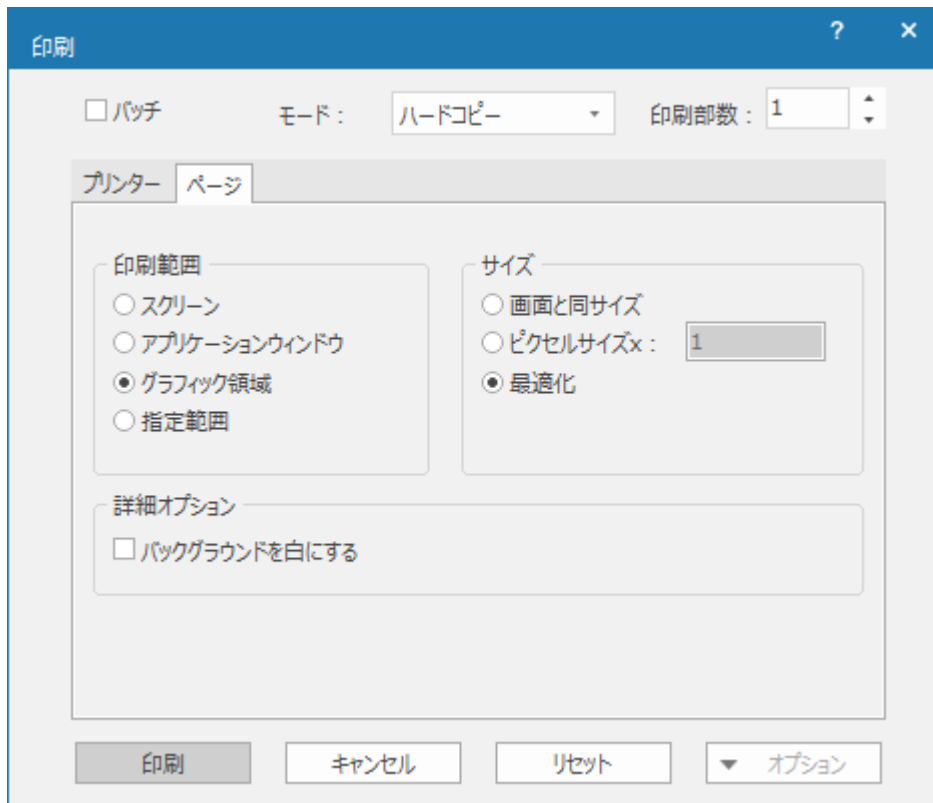 印刷
? ×
バッチ モード： ハードコピー 印刷部数： 1
プリンター ページ
印刷範囲
スクリーン
アプリケーションウィンドウ
グラフィック領域
指定範囲
サイズ
画面と同サイズ
ピクセルサイズx： 1
最適化
詳細オプション
バックグラウンドを白にする
印刷 キャンセル リセット オプション